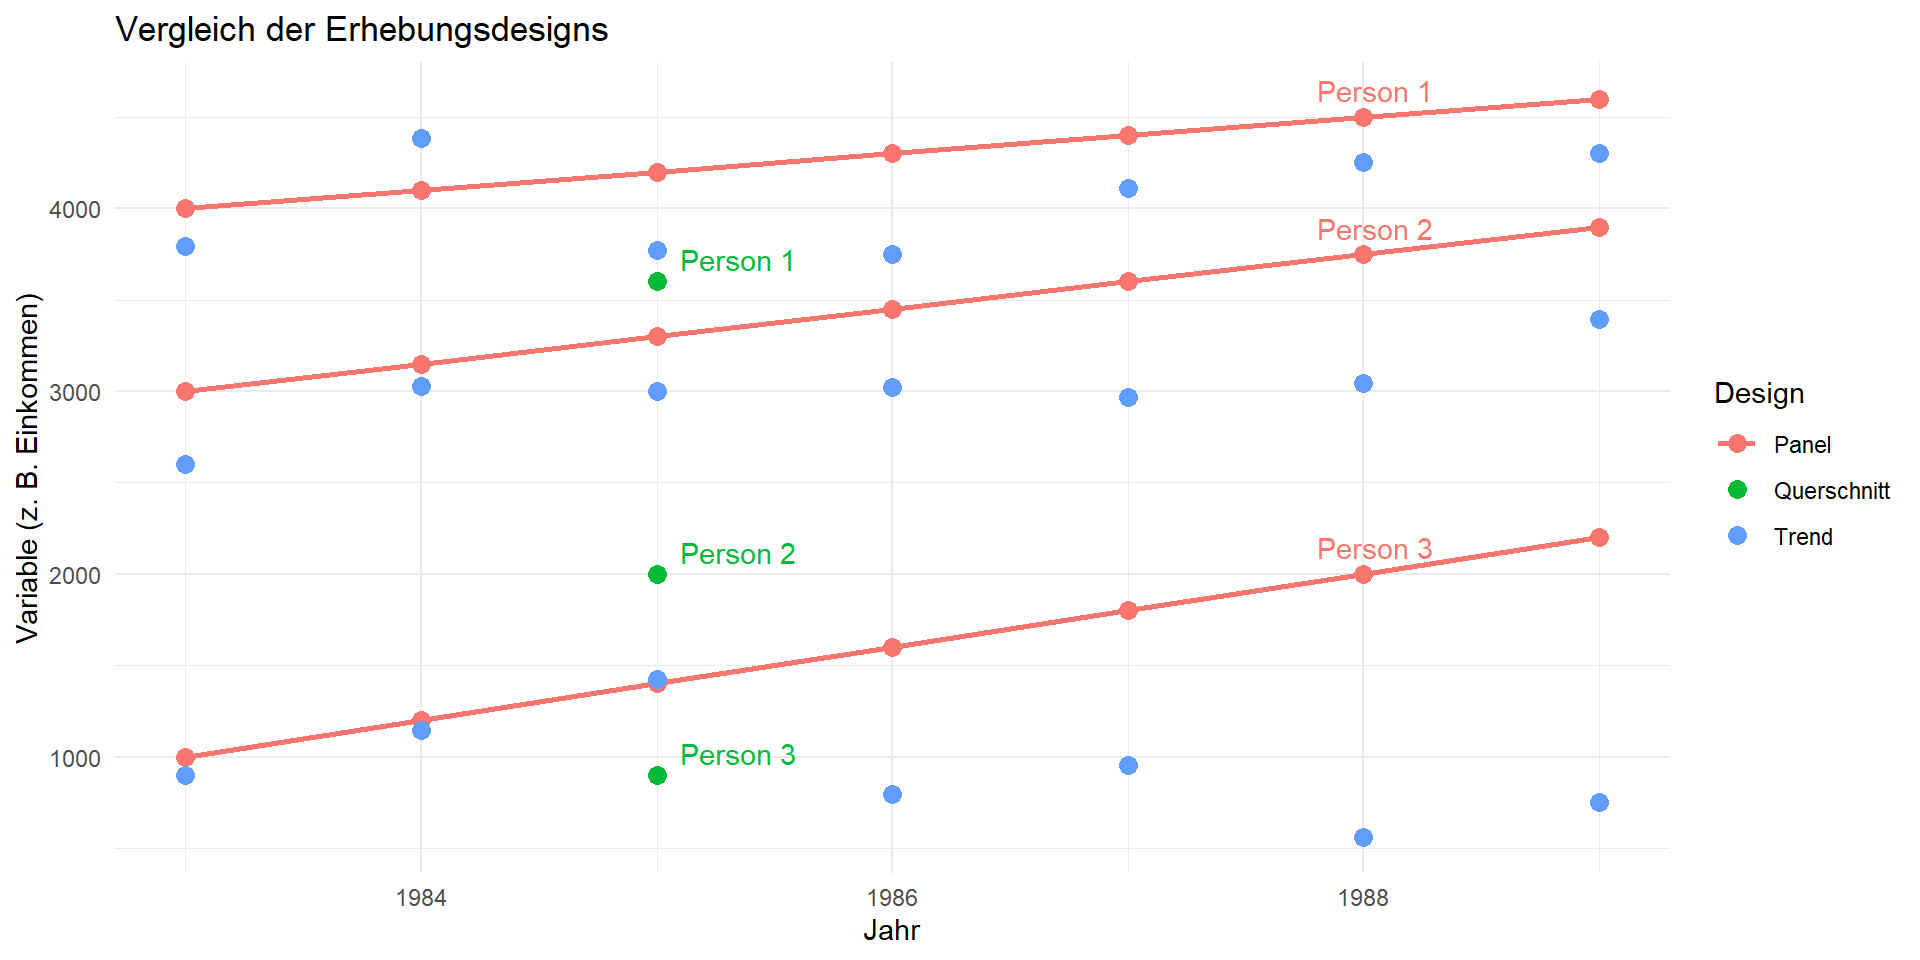 Vergleich der Erhebungsdesigns
Variable (z. B. Einkommen)
4000
3000
2000
1000
Person 1
Person 2
Person 3
Person 1
Person 2
Person 3
1984
1986
1988
Jahr
Design
Panel
Querschnitt
Trend